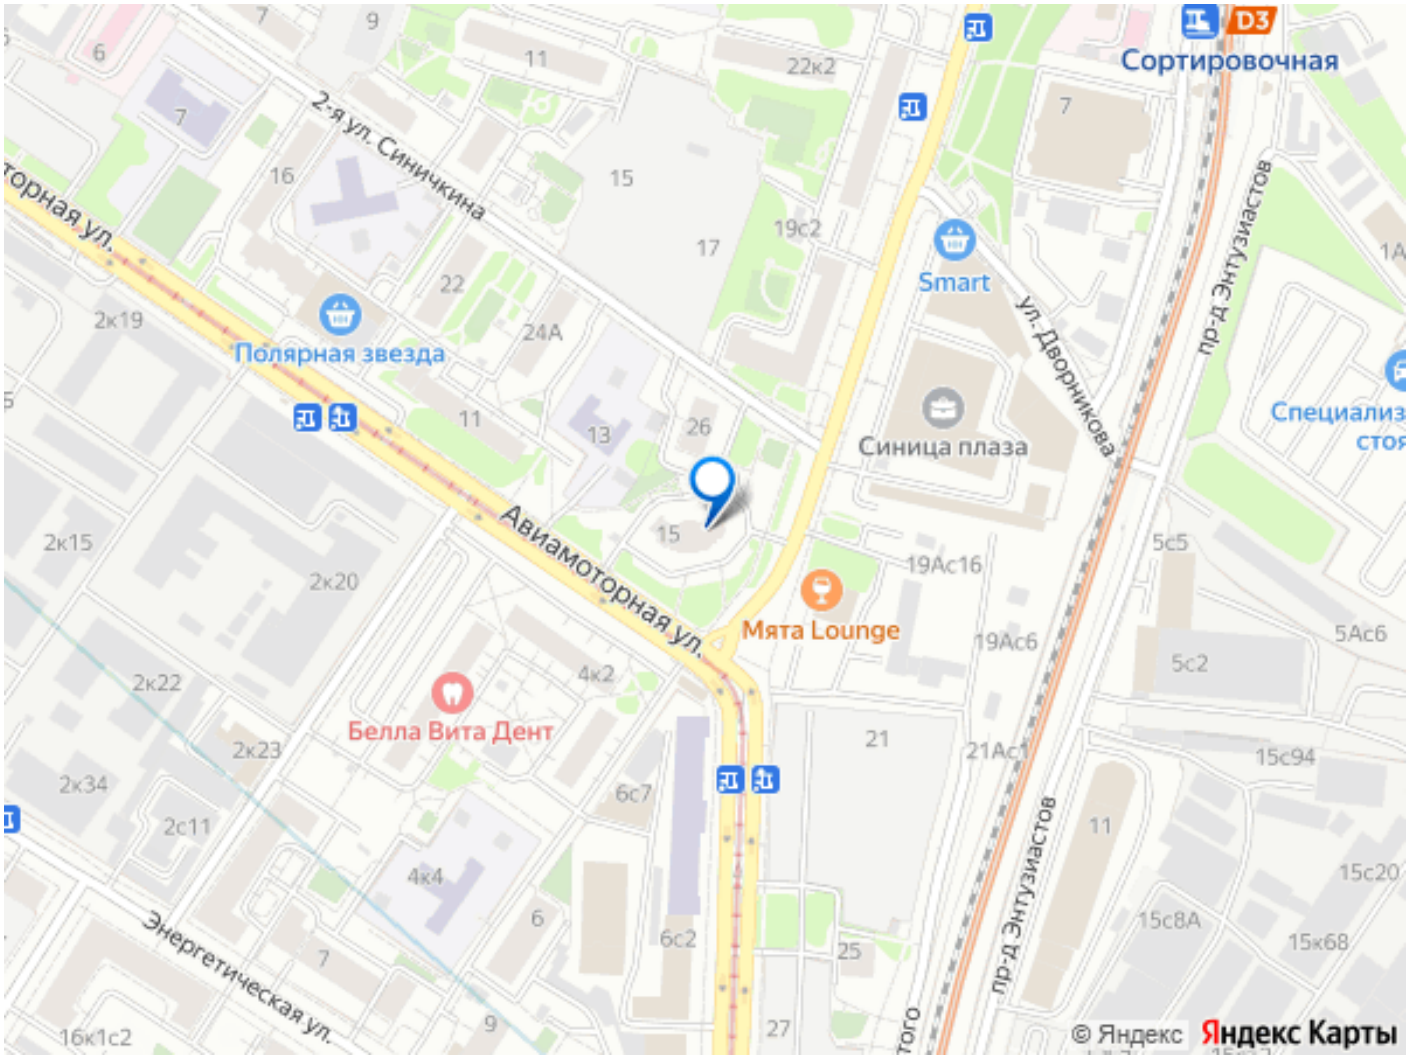 7
9
6
11
22к2
D3
Сортировочная
7
7
2-я ул. Синичкина
16
15
17
19с2
торная ул.
Smart
1А
пр-д Энтузиастов
22
2к19
24А
ул. Дворникова
Полярная звезда
5
11
13
26
Синица плаза
Специализ
стоя
2к15
2к20
Авиамоторная ул.
15
19Ас16
5с5
Мята Lounge
19Ас6
5Ас6
5с2
2к22
4к2
Белла Вита Дент
2к23
21
21Ас1
15с94
2к34
6с7
2с11
11
пр-д Энтузиастов
4к4
15с20
Энергетическая ул.
6
6с2
15с8А
15к68
7
25
9
27
того
16к1с2
© Яндекс Яндекс Карты